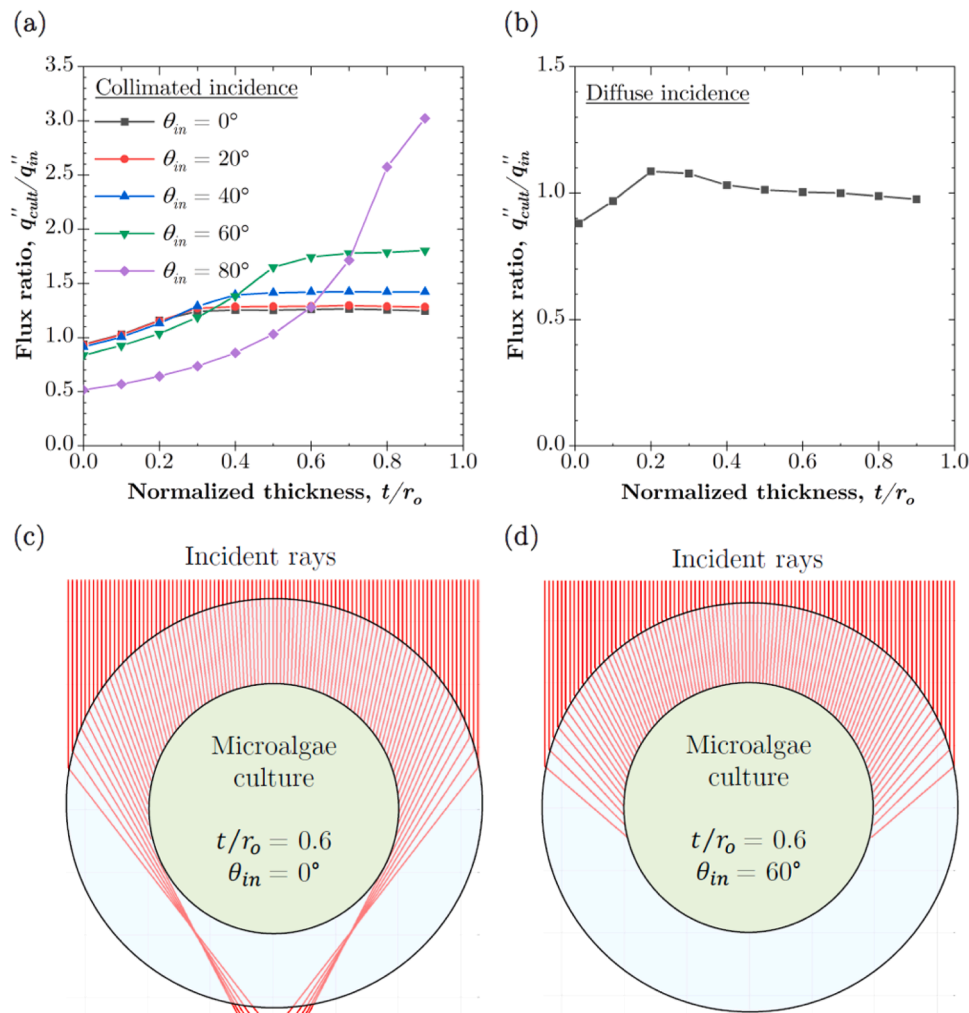 (a)
(b)
Flux ratio, q''cult/q''in
3.5
3.0
2.5
2.0
1.5
1.0
0.5
0.0
Collimated incidence
θin = 0°
θin = 20°
θin = 40°
θin = 60°
θin = 80°
0.0 0.2 0.4 0.6 0.8 1.0
Normalized thickness, t/ro
Flux ratio, q''cult/q''in
1.5
1.0
0.5
0.0
Diffuse incidence
0.0 0.2 0.4 0.6 0.8 1.0
Normalized thickness, t/ro
(c)
Incident rays
Microalgae
culture
t/ro = 0.6
θin = 0°
(d)
Incident rays
Microalgae
culture
t/ro = 0.6
θin = 60°